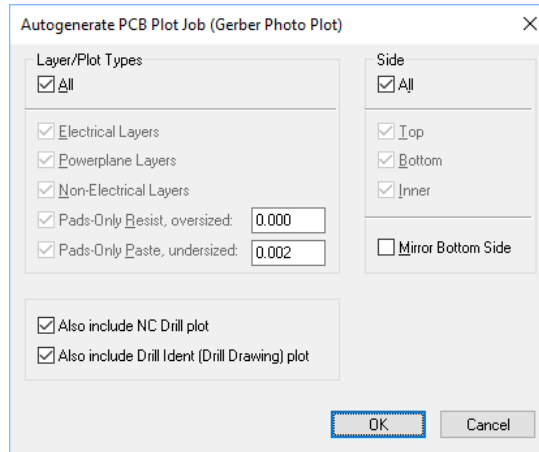 Autogenerate PCB Plot Job (Gerber Photo Plot)
Layer/Plot Types
All
Electrical Layers
Powerplane Layers
Non-Electrical Layers
Pads-Only Resist, oversized: 0.000
Pads-Only Paste, undersized: 0.002
Side
All
Top
Bottom
Inner
Mirror Bottom Side
Also include NC Drill plot
Also include Drill Ident (Drill Drawing) plot
OK Cancel